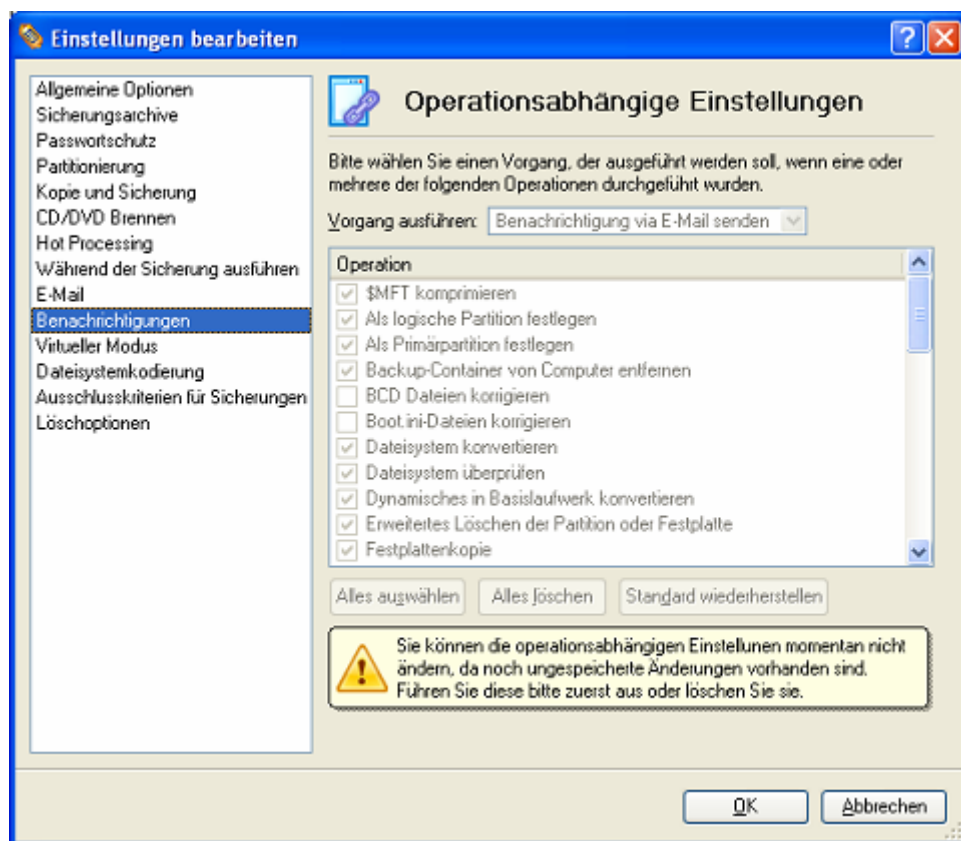 Einstellungen bearbeiten
Allgemeine Optionen
Sicherungsarchive
Passwortschutz
Partitionierung
Kopie und Sicherung
CD/DVD Brennen
Hot Processing
Während der Sicherung ausführen
E-Mail
Benachrichtigungen
Virtueller Modus
Dateisystemkodierung
Ausschlusskriterien für Sicherungen
Löschoptionen
Operationsabhängige Einstellungen
Bitte wählen Sie einen Vorgang, der ausgeführt werden soll, wenn eine oder
mehrere der folgenden Operationen durchgeführt wurden.
Vorgang ausführen: Benachrichtigung via E-Mail senden
Operation
$MFT komprimieren
Als logische Partition festlegen
Als Primärpartition festlegen
Backup-Container von Computer entfernen
BCD Dateien korrigieren
Boot.ini-Dateien korrigieren
Dateisystem konvertieren
Dateisystem überprüfen
Dynamisches in Basislaufwerk konvertieren
Erweitertes Löschen der Partition oder Festplatte
Festplattenkopie
Alles auswählen Alles löschen Standard wiederherstellen
Sie können die operationsabhängigen Einstellunen momentan nicht
ändern, da noch ungespeicherte Änderungen vorhanden sind.
Führen Sie diese bitte zuerst aus oder löschen Sie sie.
OK Abbrechen